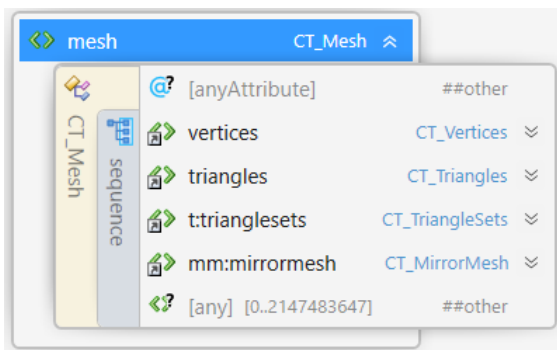 mesh CT_Mesh
CT_Mesh
sequence
@? [anyAttribute] ##other
vertices CT_Vertices
triangles CT_Triangles
t:trianglesets CT_TriangleSets
mm:mirrormesh CT_MirrorMesh
[any] [0..2147483647] ##other